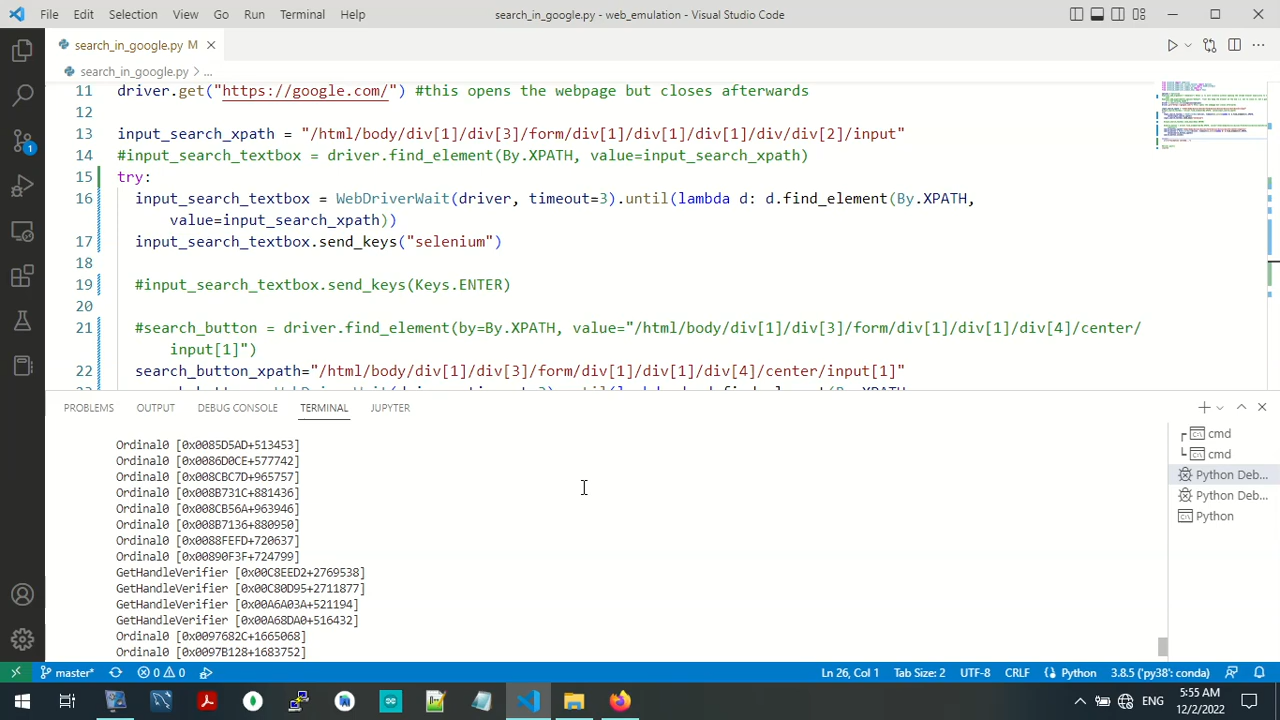 File Edit Selection View Go Run Terminal Help search_in_google.py - web_emulation - Visual Studio Code
search_in_google.py M
search_in_google.py > ...
11 driver.get("https://google.com/") #this opens the webpage but closes afterwards
12
13 input_search_xpath = "/html/body/div[1]/div[3]/form/div[1]/div[1]/div[1]/div/div[2]/input"
14 #input_search_textbox = driver.find_element(By.XPATH, value=input_search_xpath)
15 try:
16 input_search_textbox = WebDriverWait(driver, timeout=3).until(lambda d: d.find_element(By.XPATH,
value=input_search_xpath))
17 input_search_textbox.send_keys("selenium")
18
19 #input_search_textbox.send_keys(Keys.ENTER)
20
21 #search_button = driver.find_element(by=By.XPATH, value="/html/body/div[1]/div[3]/form/div[1]/div[1]/div[4]/center/
input[1]")
22 search_button_xpath="/html/body/div[1]/div[3]/form/div[1]/div[1]/div[4]/center/input[1]"
PROBLEMS OUTPUT DEBUG CONSOLE TERMINAL JUPYTER
Ordinal0 [0x0085D5AD+513453]
Ordinal0 [0x0086D0CE+577742]
Ordinal0 [0x008CBC7D+965757]
Ordinal0 [0x008B731C+881436]
Ordinal0 [0x008CB56A+963946]
Ordinal0 [0x008B7136+880950]
Ordinal0 [0x0088FEFD+720637]
Ordinal0 [0x00890F3F+724799]
GetHandleVerifier [0x00C8EED2+2769538]
GetHandleVerifier [0x00C80D95+2711877]
GetHandleVerifier [0x00A6A03A+521194]
GetHandleVerifier [0x00A68DA0+516432]
Ordinal0 [0x0097682C+1665068]
Ordinal0 [0x0097B128+1683752]
cmd
cmd
Python Deb...
Python Deb...
Python
1
master* 0 0 Ln 26, Col 1 Tab Size: 2 UTF-8 CRLF Python 3.8.5 ('py38': conda)
ENG 5:55 AM
12/2/2022